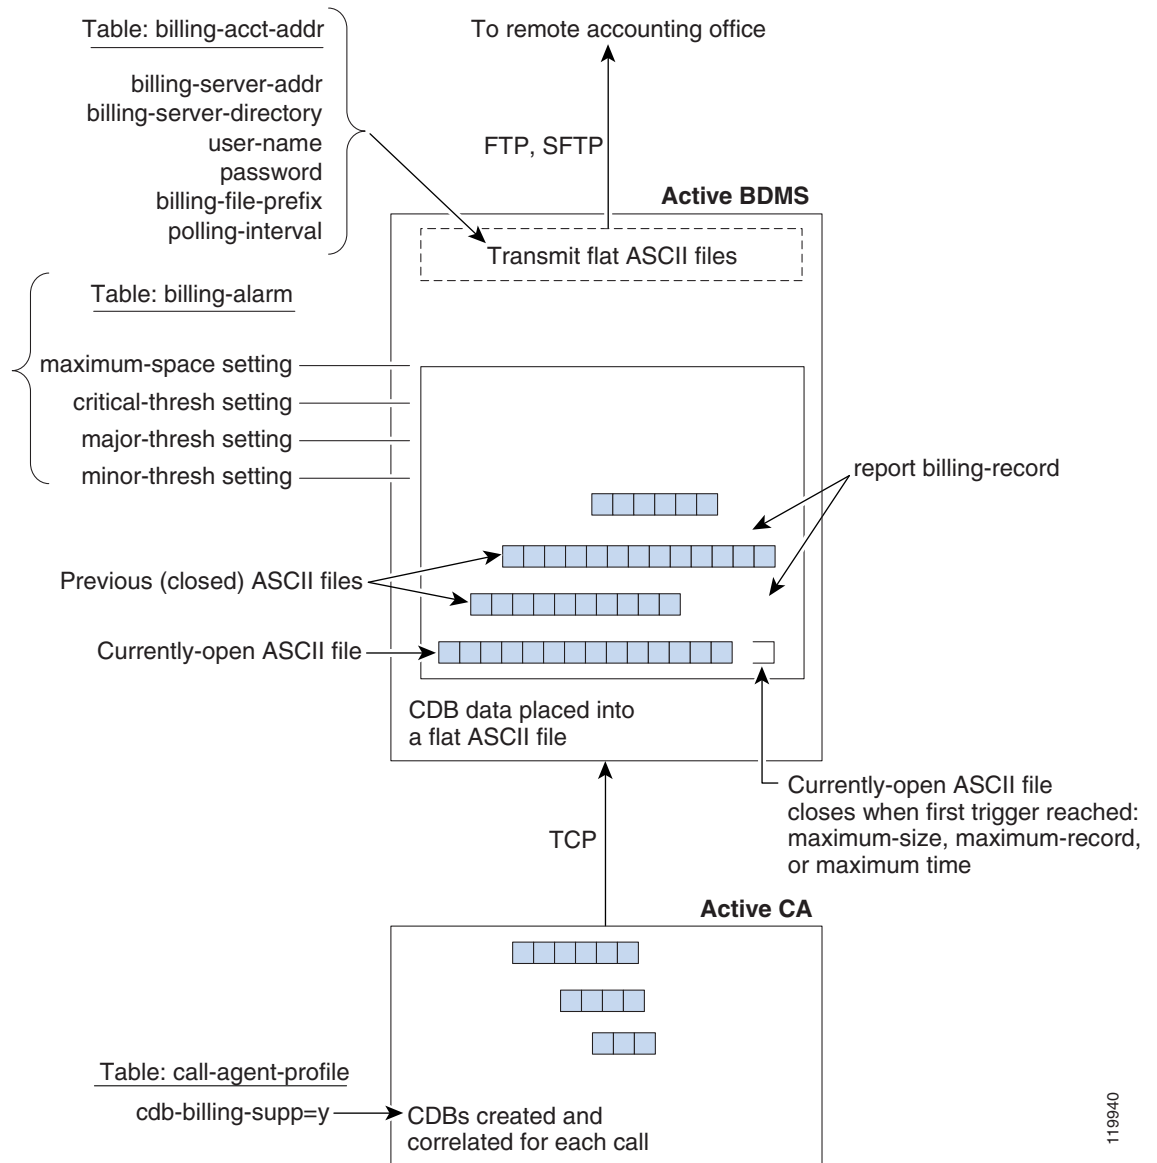 Table: billing-acct-addr
billing-server-addr
billing-server-directory
user-name
password
billing-file-prefix
polling-interval
To remote accounting office
FTP, SFTP
Active BDMS
Transmit flat ASCII files
Table: billing-alarm
maximum-space setting
critical-thresh setting
major-thresh setting
minor-thresh setting
report billing-record
Previous (closed) ASCII files
Currently-open ASCII file
CDB data placed into
a flat ASCII file
Currently-open ASCII file
closes when first trigger reached:
maximum-size, maximum-record,
or maximum time
TCP
Active CA
Table: call-agent-profile
cdb-billing-supp=y
CDBs created and
correlated for each call
119940